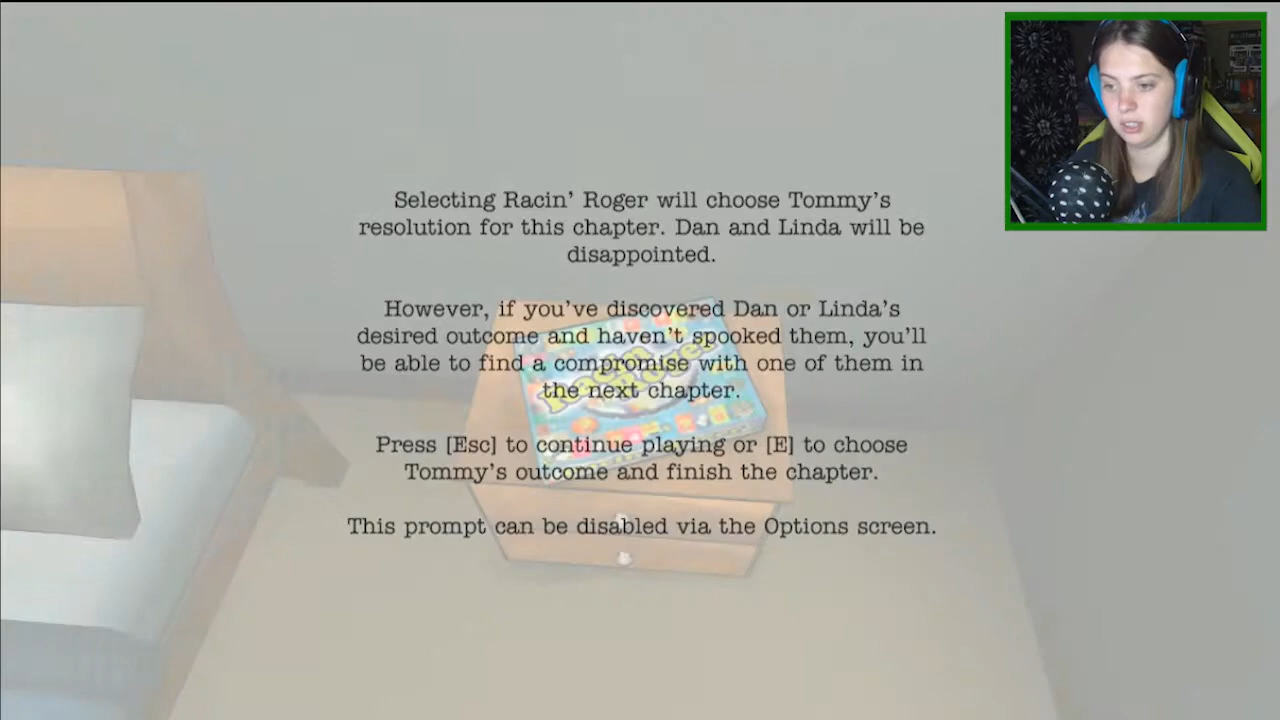 Selecting Racin' Roger will choose Tommy's
resolution for this chapter. Dan and Linda will be
disappointed.
However, if you've discovered Dan or Linda's
desired outcome and haven't spooked them, you'll
be able to find a compromise with one of them in
the next chapter.
Press [Esc] to continue playing or [E] to choose
Tommy's outcome and finish the chapter.
This prompt can be disabled via the Options screen.
Racin'
Roger